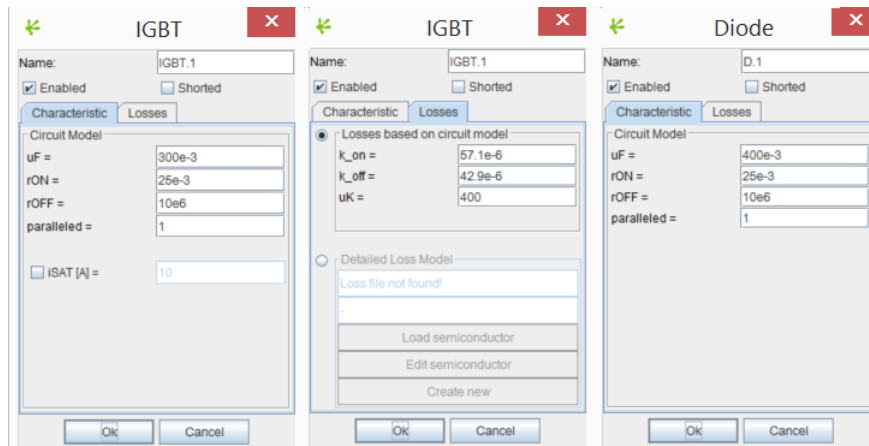 IGBT
Name: IGBT.1
Enabled Shorted
Characteristic Losses
Circuit Model
uF = 300e-3
rON = 25e-3
rOFF = 10e6
paralleled = 1
iSAT [A] = 10
Ok Cancel
IGBT
Name: IGBT.1
Enabled Shorted
Characteristic Losses
Losses based on circuit model
k_on = 57.1e-6
k_off = 42.9e-6
uK = 400
Detailed Loss Model
Loss file not found!
-
Load semiconductor
Edit semiconductor
Create new
Ok Cancel
Diode
Name: D.1
Enabled Shorted
Characteristic Losses
Circuit Model
uF = 400e-3
rON = 25e-3
rOFF = 10e6
paralleled = 1
Ok Cancel